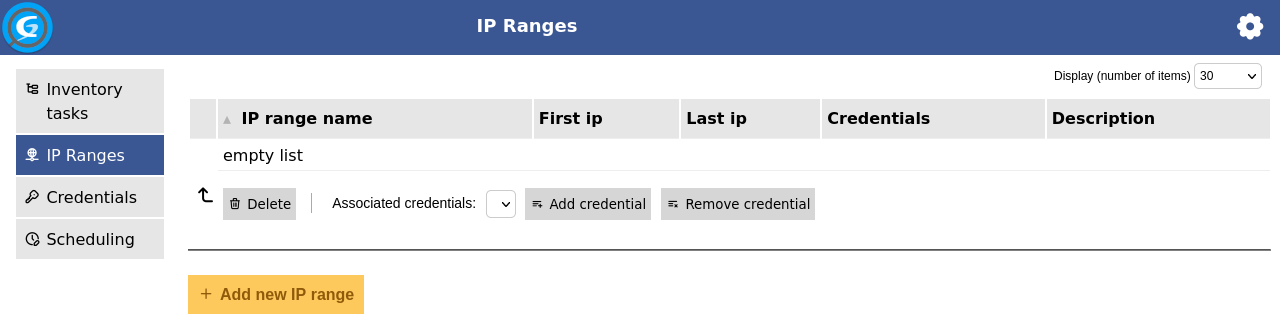 IP Ranges
Inventory
tasks
IP Ranges
Credentials
Scheduling
Display (number of items) 30
IP range name First ip Last ip Credentials Description
empty list
Delete Associated credentials: Add credential Remove credential
Add new IP range